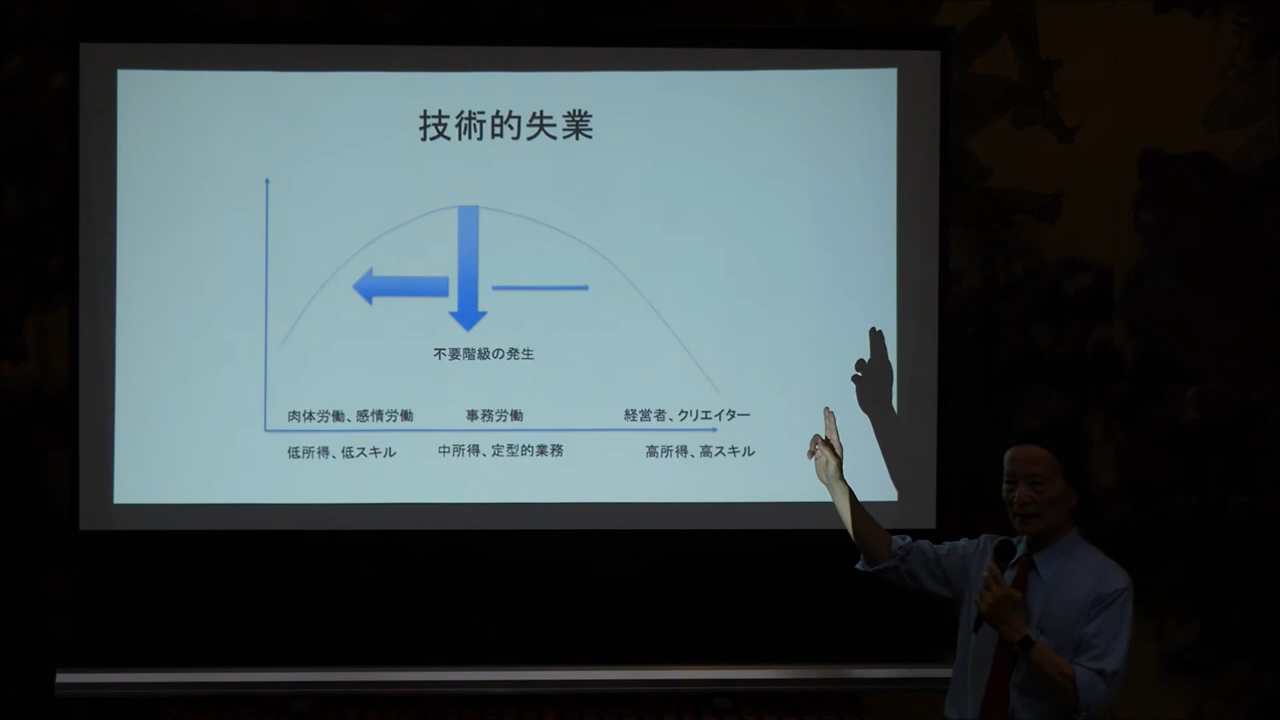 技術的失業
不要階級の発生
肉体労働、感情労働 事務労働 経営者、クリエイター
低所得、低スキル 中所得、定型的業務 高所得、高スキル